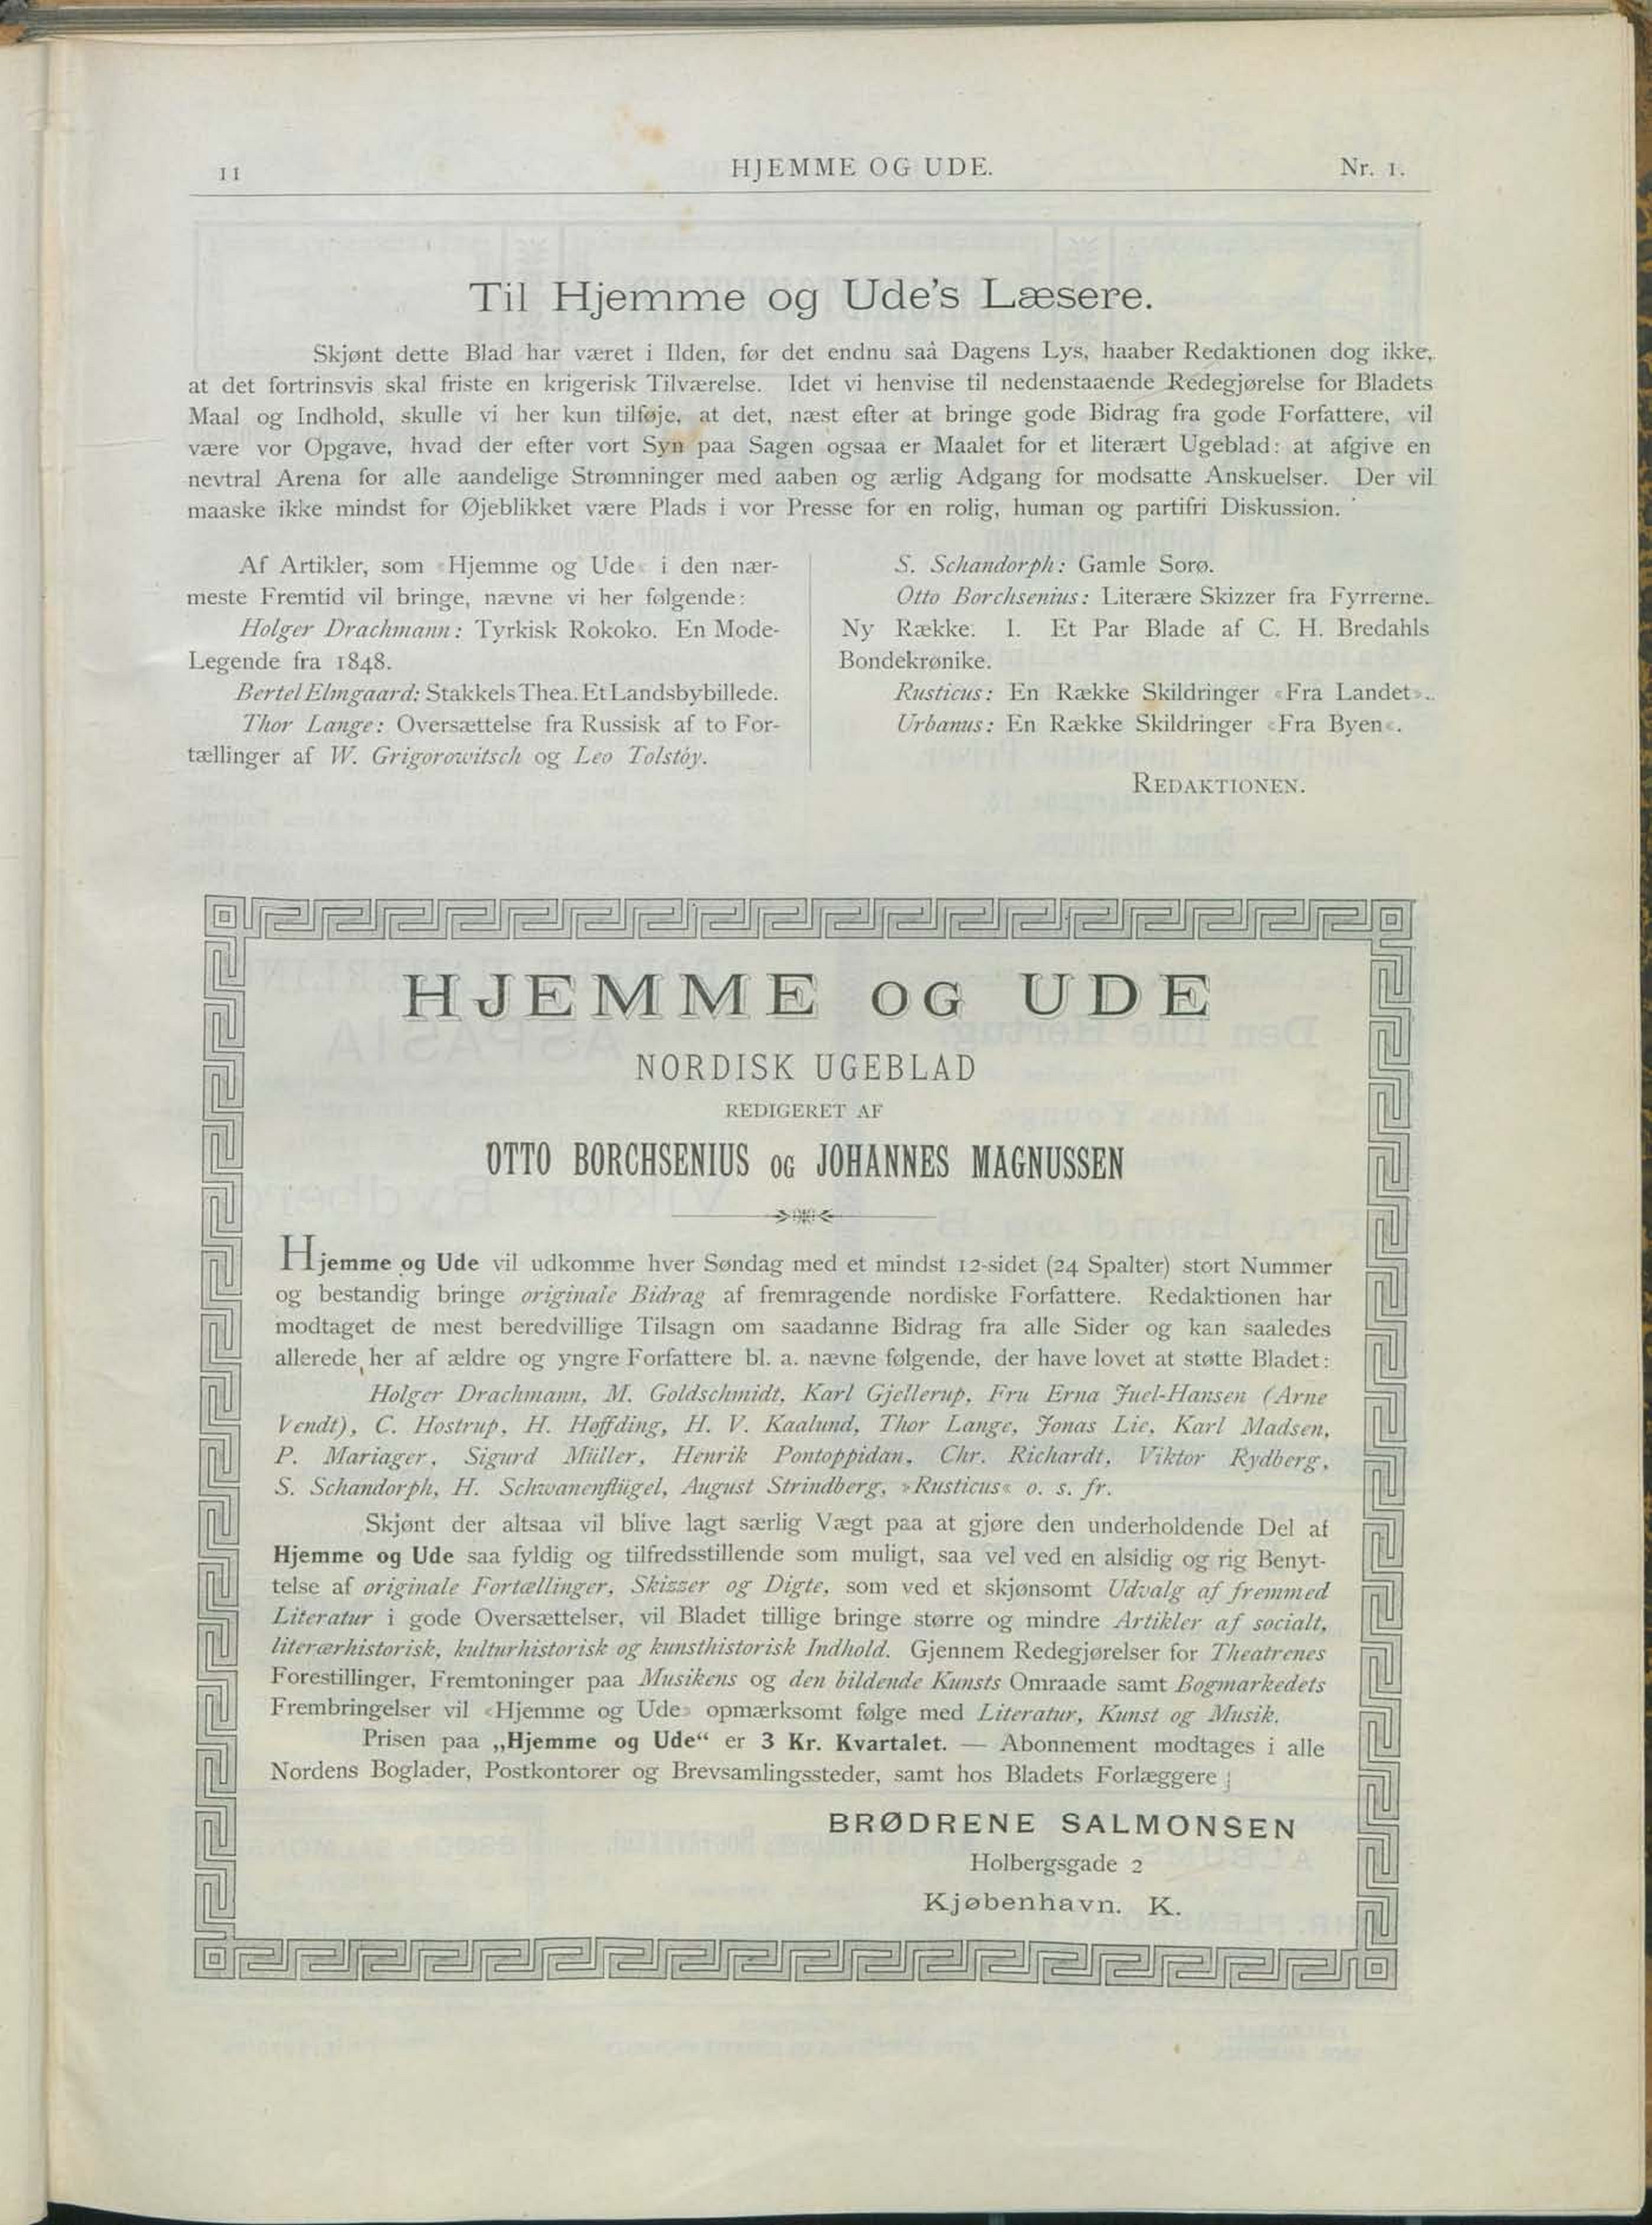 11
HJEMME OG UDE.
Nr. 1.
Til Hjemme og Ude's Læsere.
Skjønt dette Blad har været i Ilden, før det endnu saa Dagens Lys, haaber Redaktionen dog ikke,
at det fortrinsvis skal friste en krigerisk Tilværelse. Idet vi henvise til nedenstaaende Redegjørelse for Bladets
Maal og Indhold, skulle vi her kun tilføje, at det, næst efter at bringe gode Bidrag fra gode Forfattere, vil
være vor Opgave, hvad der efter vort Syn paa Sagen ogsaa er Maalet for et literært Ugeblad: at afgive en
nevtral Arena for alle aandelige Strømninger med aaben og ærlig Adgang for modsatte Anskuelser. Der vil
maaske ikke mindst for Øjeblikket være Plads i vor Presse for en rolig, human og partifri Diskussion.
Af Artikler, som «Hjemme og Ude» i den nær-
meste Fremtid vil bringe, nævne vi her følgende:
Holger Drachmann: Tyrkisk Rokoko. En Mode-
Legende fra 1848.
Bertel Elmgaard: Stakkels Thea. Et Landsbybillede.
Thor Lange: Oversættelse fra Russisk af to For-
tællinger af W. Grigorowitsch og Leo Tolstóy.
S. Schandorph: Gamle Sorø.
Otto Borchsenius: Literære Skizzer fra Fyrrerne.
Ny Række. I. Et Par Blade af C. H. Bredahls
Bondekrønike.
Rusticus: En Række Skildringer «Fra Landet».
Urbanus: En Række Skildringer «Fra Byen«.
REDAKTIONEN.
HJEMME OG UDE
NORDISK UGEBLAD
REDIGERET AF
OTTO BORCHSENIUS OG JOHANNES MAGNUSSEN
Hjemme og Ude vil udkomme hver Søndag med et mindst 12-sidet (24 Spalter) stort Nummer
og bestandig bringe originale Bidrag af fremragende nordiske Forfattere. Redaktionen har
modtaget de mest beredvillige Tilsagn om saadanne Bidrag fra alle Sider og kan saaledes
allerede her af ældre og yngre Forfattere bl. a. nævne følgende, der have lovet at støtte Bladet:
Holger Drachmann, M. Goldschmidt, Karl Gjellerup, Fru Erna Juel-Hansen (Arne
Vendt), C. Hostrup, H. Høffding, H. V. Kaalund, Thor Lange, Jonas Lie, Karl Madsen,
P. Mariager, Sigurd Müller, Henrik Pontoppidan, Chr. Richardt, Viktor Rydberg,
S. Schandorph, H. Schwanenflügel, August Strindberg, »Rusticus« o. s. fr.
Skjønt der altsaa vil blive lagt særlig Vægt paa at gjøre den underholdende Del af
Hjemme og Ude saa fyldig og tilfredsstillende som muligt, saa vel ved en alsidig og rig Benyt-
telse af originale Fortællinger, Skizzer og Digte, som ved et skjønsomt Udvalg af fremmed
Literatur i gode Oversættelser, vil Bladet tillige bringe større og mindre Artikler af socialt,
literærhistorisk, kulturhistorisk og kunsthistorisk Indhold. Gjennem Redegjørelser for Theatrenes
Forestillinger, Fremtoninger paa Musikens og den bildende Kunsts Omraade samt Bogmarkedets
Frembringelser vil «Hjemme og Ude» opmærksomt følge med Literatur, Kunst og Musik.
Prisen paa „Hjemme og Ude“ er 3 Kr. Kvartalet. — Abonnement modtages i alle
Nordens Boglader, Postkontorer og Brevsamlingssteder, samt hos Bladets Forlæggere
BRØDRENE SALMONSEN
Holbergsgade 2
Kjøbenhavn. K.